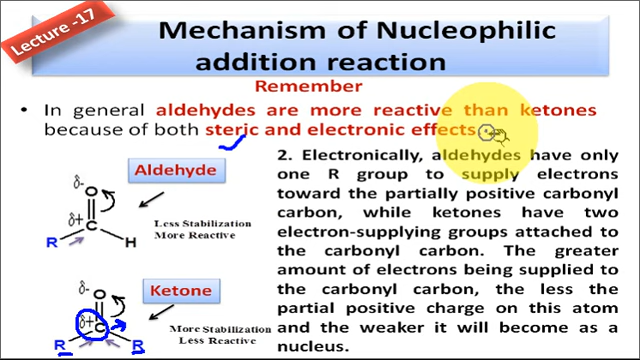 Lecture -17
Mechanism of Nucleophilic
addition reaction
Remember
• In general aldehydes are more reactive than ketones
because of both steric and electronic effects.
δ-
O
Aldehyde
δ+
C
R
H
Less Stabilization
More Reactive
2. Electronically, aldehydes have only
one R group to supply electrons
toward the partially positive carbonyl
carbon, while ketones have two
electron-supplying groups attached to
the carbonyl carbon. The greater
amount of electrons being supplied to
the carbonyl carbon, the less the
partial positive charge on this atom
and the weaker it will become as a
nucleus.
δ-
O
Ketone
δ+
C
R
R
More Stabilization
Less Reactive